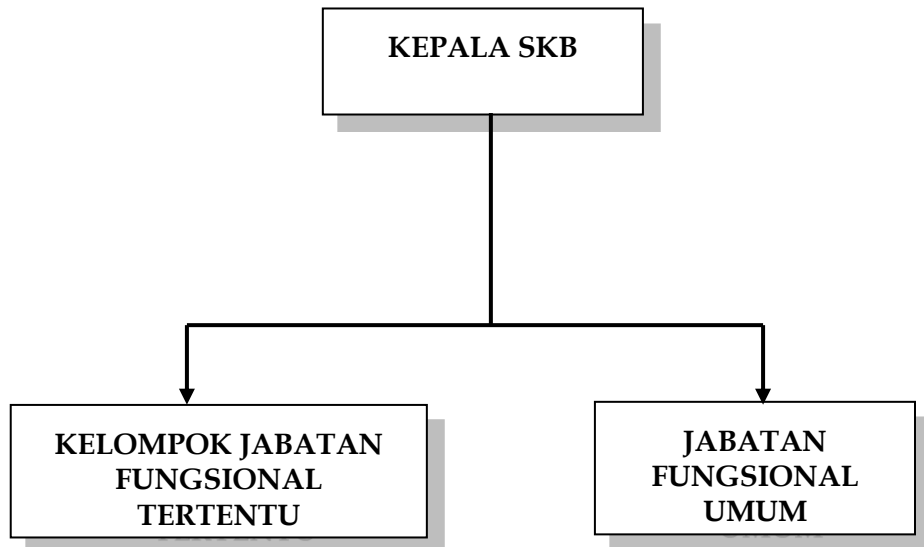 KEPALA SKB
KELOMPOK JABATAN
FUNGSIONAL
TERTENTU
JABATAN
FUNGSIONAL
UMUM